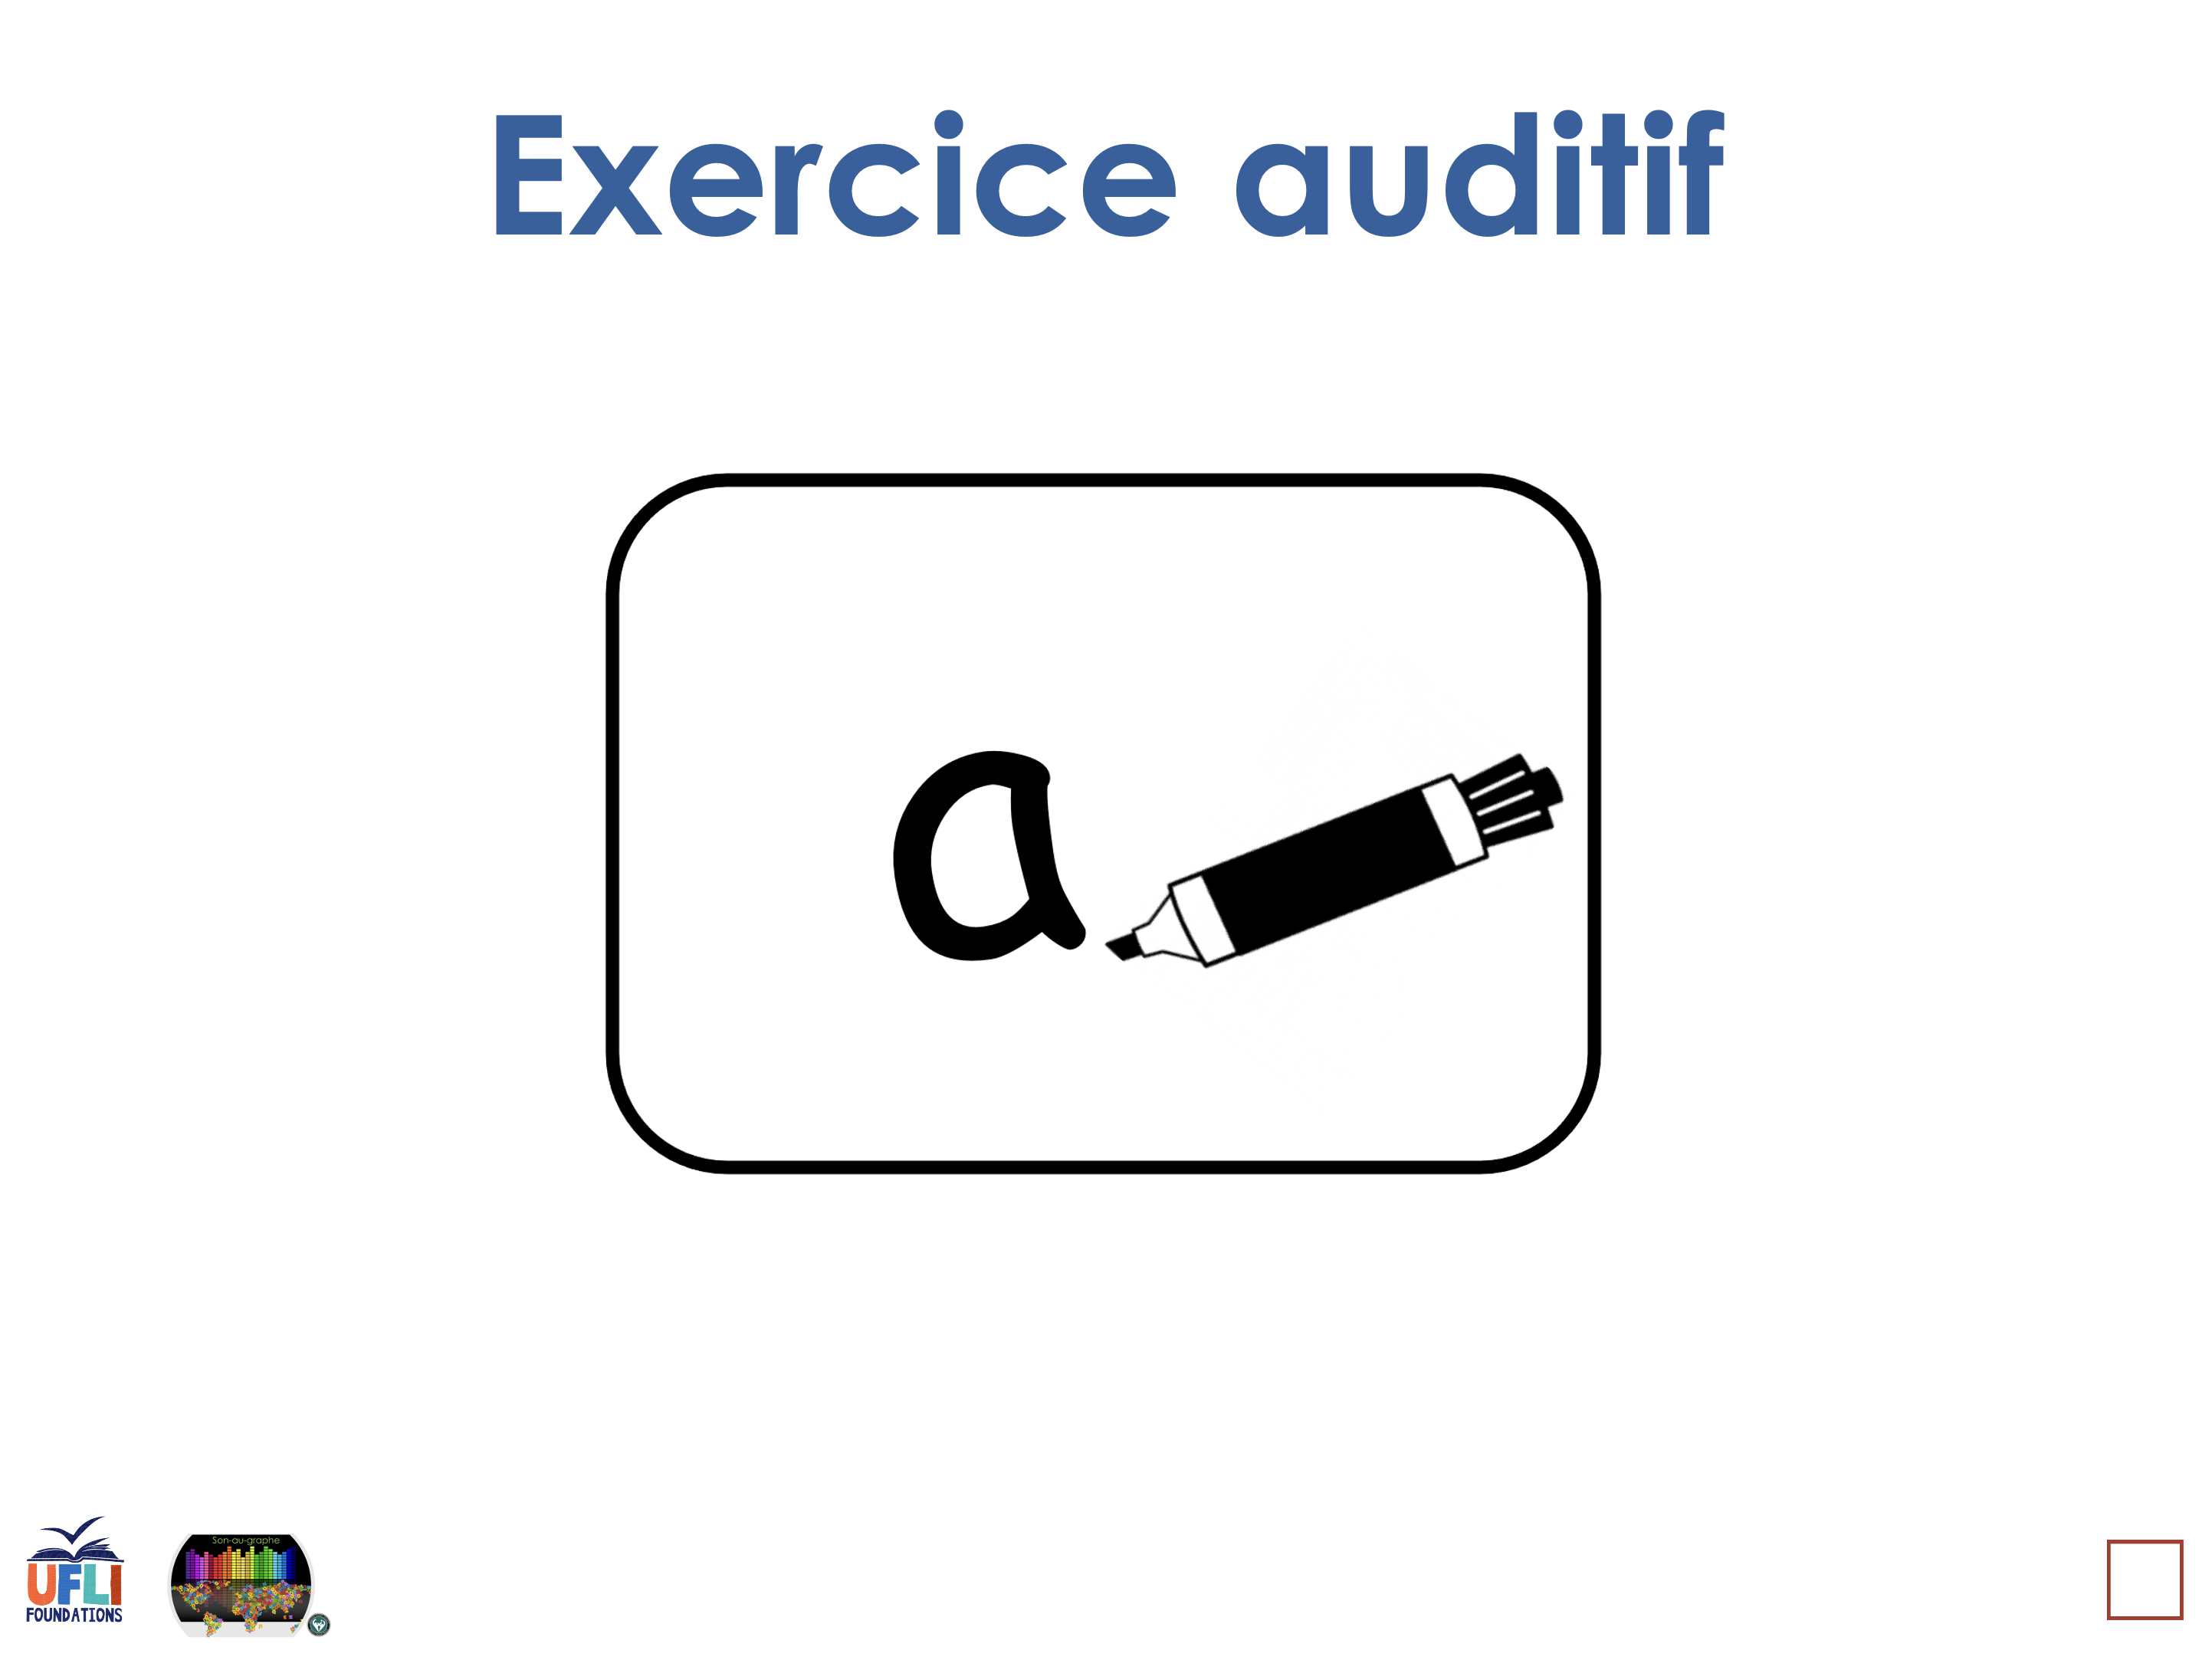 Exercice auditif
a
Son-au-graphe
UFLI
FOUNDATIONS